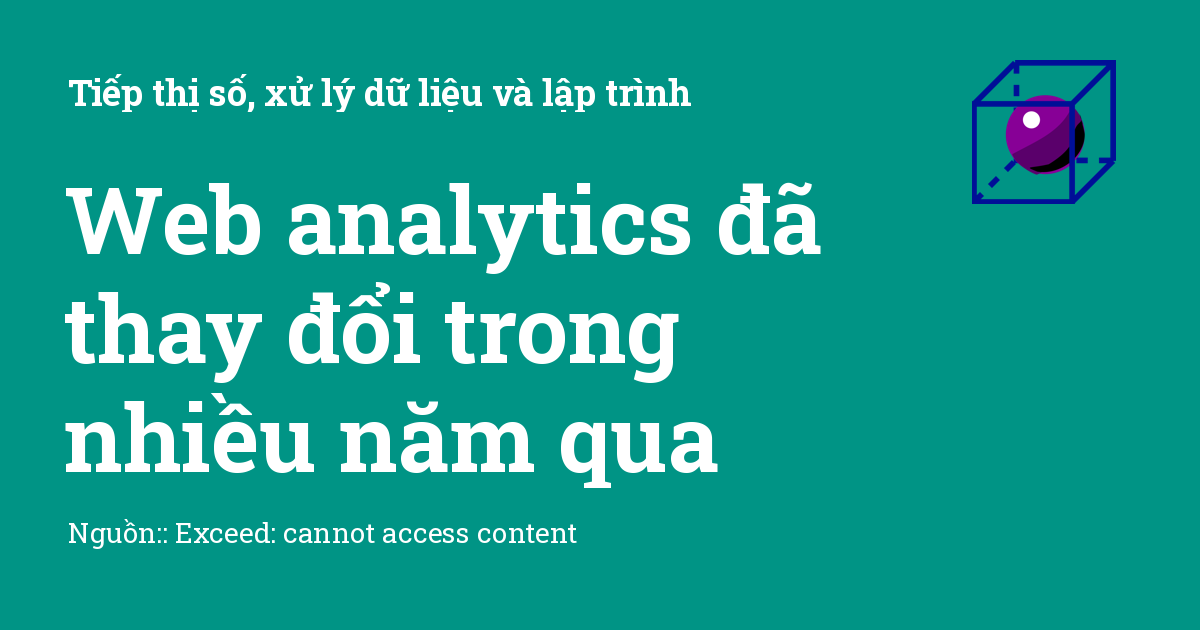 Tiếp thị số, xử lý dữ liệu và lập trình
Web analytics đã
thay đổi trong
nhiều năm qua
Nguồn:: Exceed: cannot access content